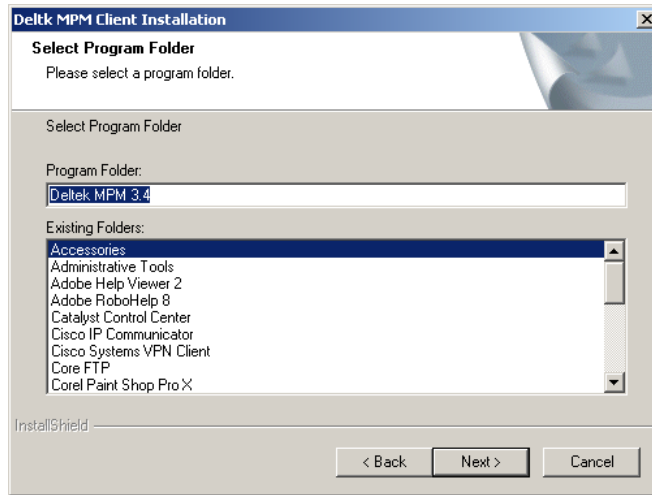 Deltk MPM Client Installation
Select Program Folder
Please select a program folder.
Select Program Folder
Program Folder:
Deltek MPM 3.4
Existing Folders:
Accessories
Administrative Tools
Adobe Help Viewer 2
Adobe RoboHelp 8
Catalyst Control Center
Cisco IP Communicator
Cisco Systems VPN Client
Core FTP
Corel Paint Shop Pro X
InstallShield
< Back Next > Cancel